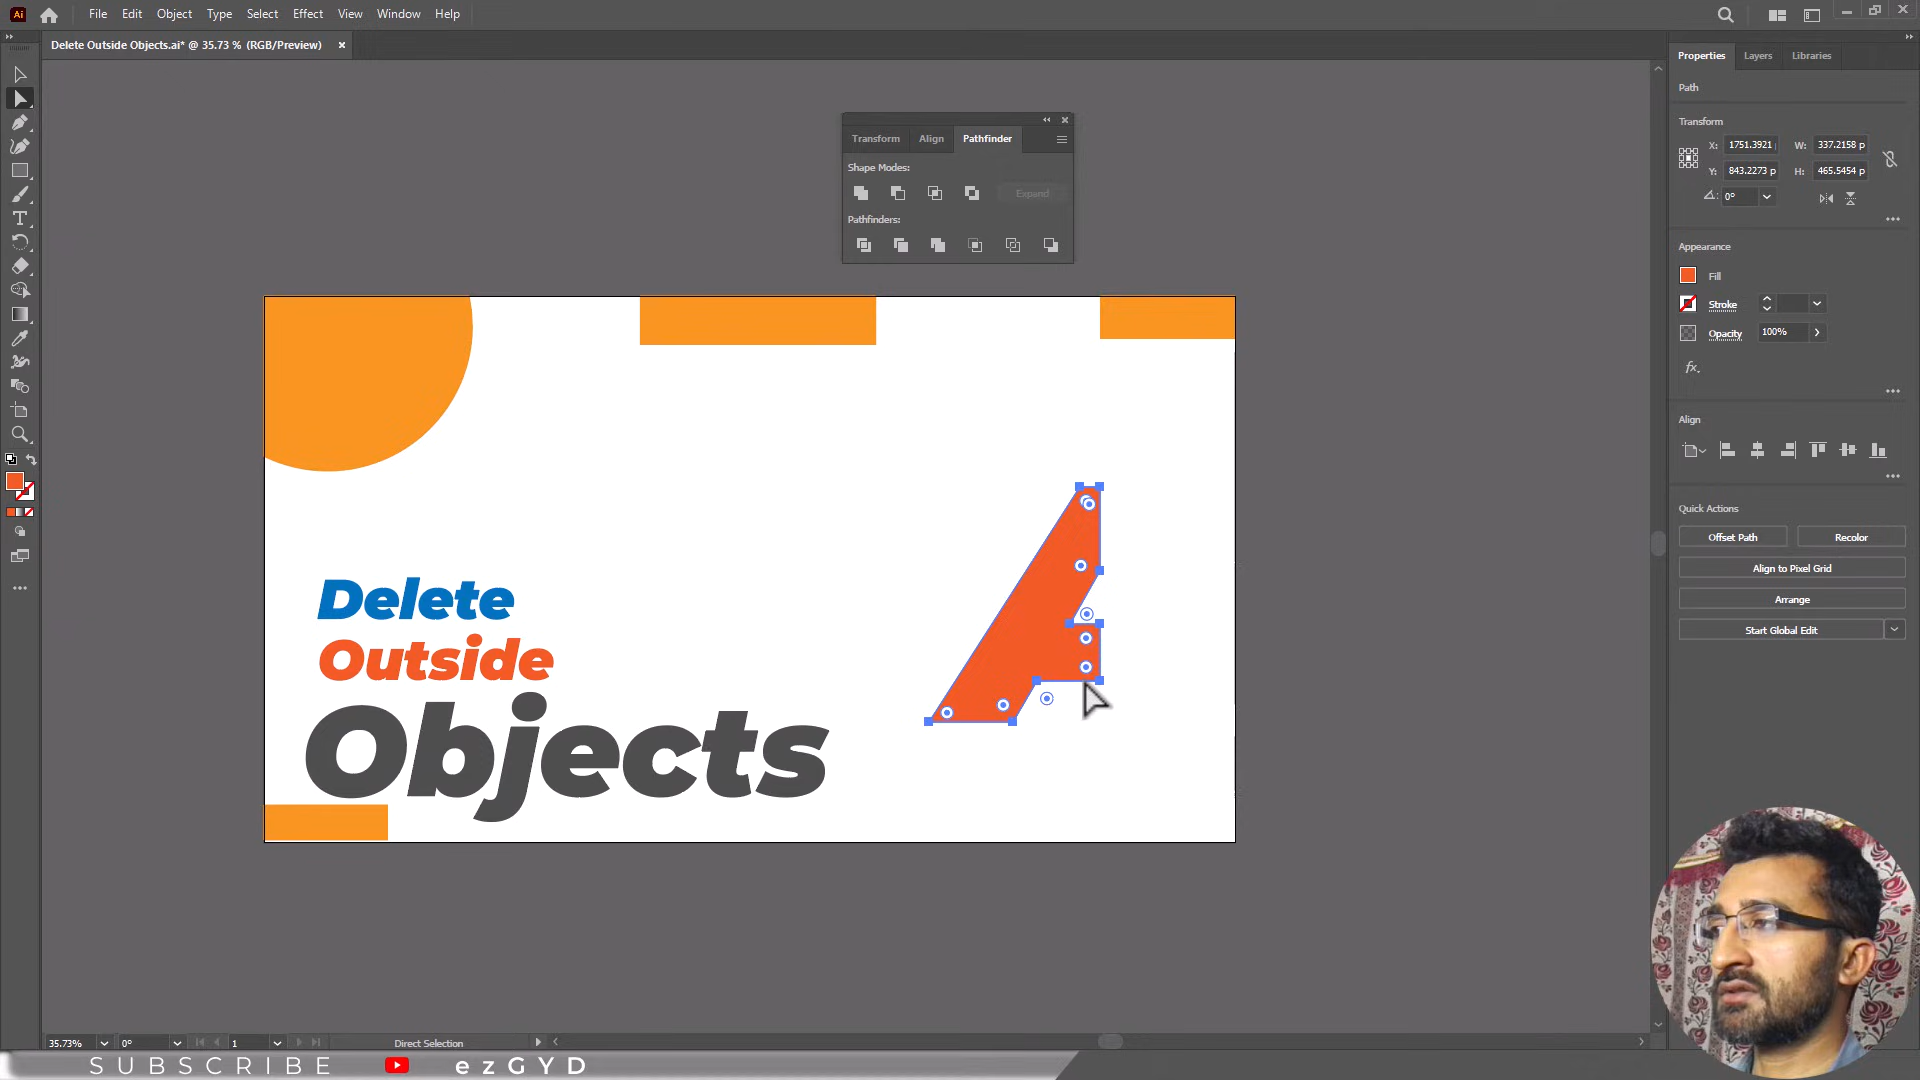 File Edit Object Type Select Effect View Window Help
Delete Outside Objects.ai* @ 35.73 % (RGB/Preview)
Transform Align Pathfinder
Shape Modes:
Expand
Pathfinders:
Delete
Outside
Objects
Properties Layers Libraries
Path
Transform
X: 1751.3921 W: 337.2158 p
Y: 843.2273 p H: 465.5454 p
0°
Appearance
Fill
Stroke
Opacity 100%
fx.
Align
Quick Actions
Offset Path Recolor
Align to Pixel Grid
Arrange
Start Global Edit
35.73% 0° 1 Direct Selection
SUBSCRIBE ezGYD
Ai